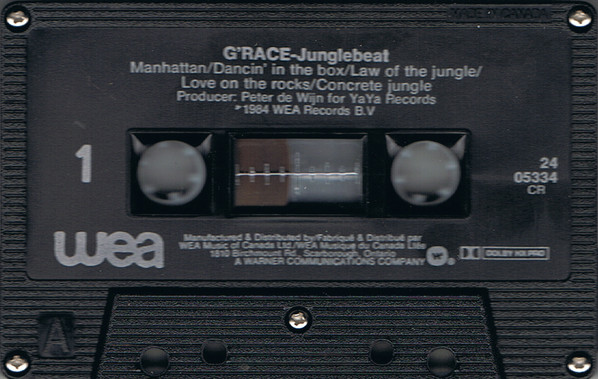 MADE IN CANADA
G'RACE-Junglebeat
Manhattan/Dancin' in the box/Law of the jungle/
Love on the rocks/Concrete jungle
Producer: Peter de Wijn for YaYa Records
℗1984 WEA Records B.V
1
24
05334
CR
wea
Manufactured & Distributed by/Fabriqué & Distribué par
WEA Music of Canada Ltd./WEA Musique du Canada Ltée
1810 Birchmount R., Scarborough, Ontario
A WARNER COMMUNICATIONS COMPANY W ®
DOLBY HX PRO
A